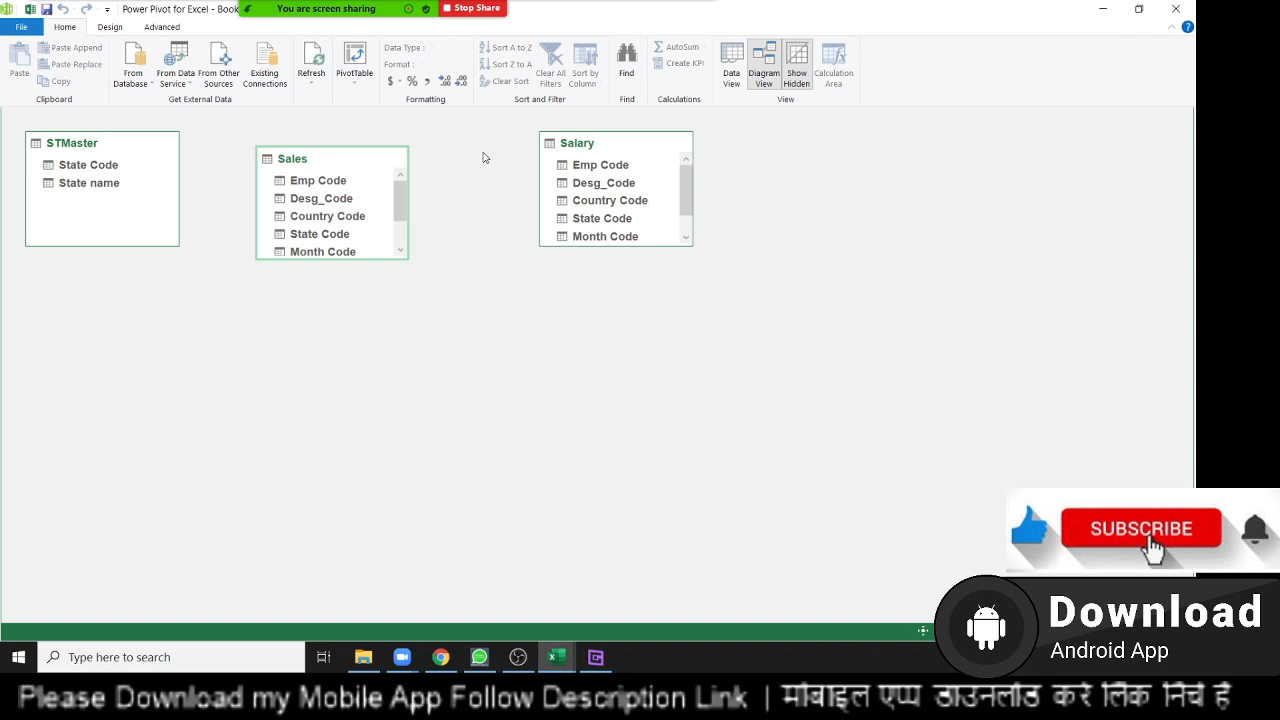 Power Pivot for Excel - Book
You are screen sharing
Stop Share
File
Home
Design
Advanced
Paste
Paste Append
Paste Replace
Copy
Clipboard
From Database
From Data Service
From Other Sources
Existing Connections
Get External Data
Refresh
PivotTable
Data Type :
Format :
$ % ,
Formatting
Sort A to Z
Sort Z to A
Clear Sort
Clear All Filters
Sort by Column
Sort and Filter
Find
Find
AutoSum
Create KPI
Calculations
Data View
Diagram View
Show Hidden
Calculation Area
View
STMaster
State Code
State name
Sales
Emp Code
Desg_Code
Country Code
State Code
Month Code
Salary
Emp Code
Desg_Code
Country Code
State Code
Month Code
SUBSCRIBE
Download
Android App
Type here to search
Please Download my Mobile App Follow Description Link | मोबाइल एप्प डाउनलोड करे लिंक निचे है